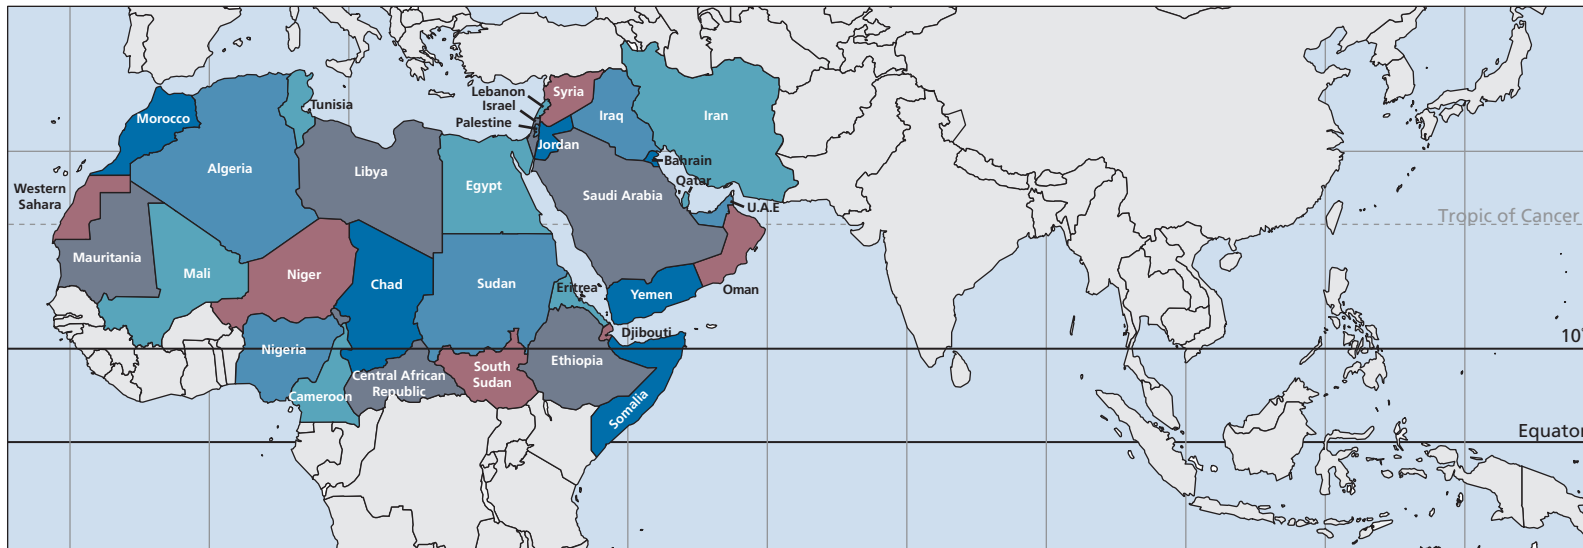 Lebanon
Syria
Israel
Palestine
Tunisia
Morocco
Iraq
Iran
Jordan
Algeria
Libya
Bahrain
Egypt
Qatar
Western
Sahara
Saudi Arabia
U.A.E
Tropic of Cancer
Mauritania
Mali
Niger
Chad
Sudan
Eritrea
Yemen
Oman
Djibouti
10°
Nigeria
Ethiopia
South
Sudan
Central African
Republic
Cameroon
Somalia
Equator